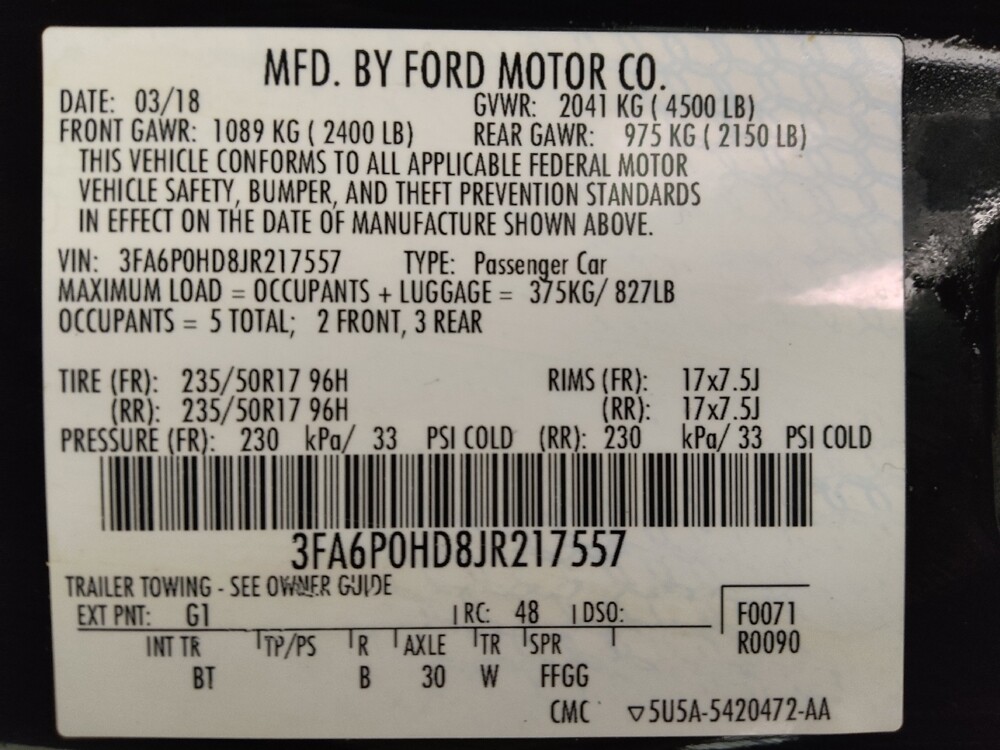 MFD. BY FORD MOTOR CO.
DATE: 03/18 GVWR: 2041 KG ( 4500 LB)
FRONT GAWR: 1089 KG ( 2400 LB) REAR GAWR: 975 KG ( 2150 LB)
THIS VEHICLE CONFORMS TO ALL APPLICABLE FEDERAL MOTOR
VEHICLE SAFETY, BUMPER, AND THEFT PREVENTION STANDARDS
IN EFFECT ON THE DATE OF MANUFACTURE SHOWN ABOVE.
VIN: 3FA6P0HD8JR217557 TYPE: Passenger Car
MAXIMUM LOAD = OCCUPANTS + LUGGAGE = 375KG/ 827LB
OCCUPANTS = 5 TOTAL; 2 FRONT, 3 REAR
TIRE (FR): 235/50R17 96H RIMS (FR): 17x7.5J
(RR): 235/50R17 96H (RR): 17x7.5J
PRESSURE (FR): 230 kPa/ 33 PSI COLD (RR): 230 kPa/ 33 PSI COLD
3FA6P0HD8JR217557
TRAILER TOWING - SEE OWNER GUIDE
EXT PNT: G1 RC: 48 DSO: F0071
INT TR TP/PS R AXLE TR SPR R0090
BT B 30 W FFGG
CMC ▽5U5A-5420472-AA